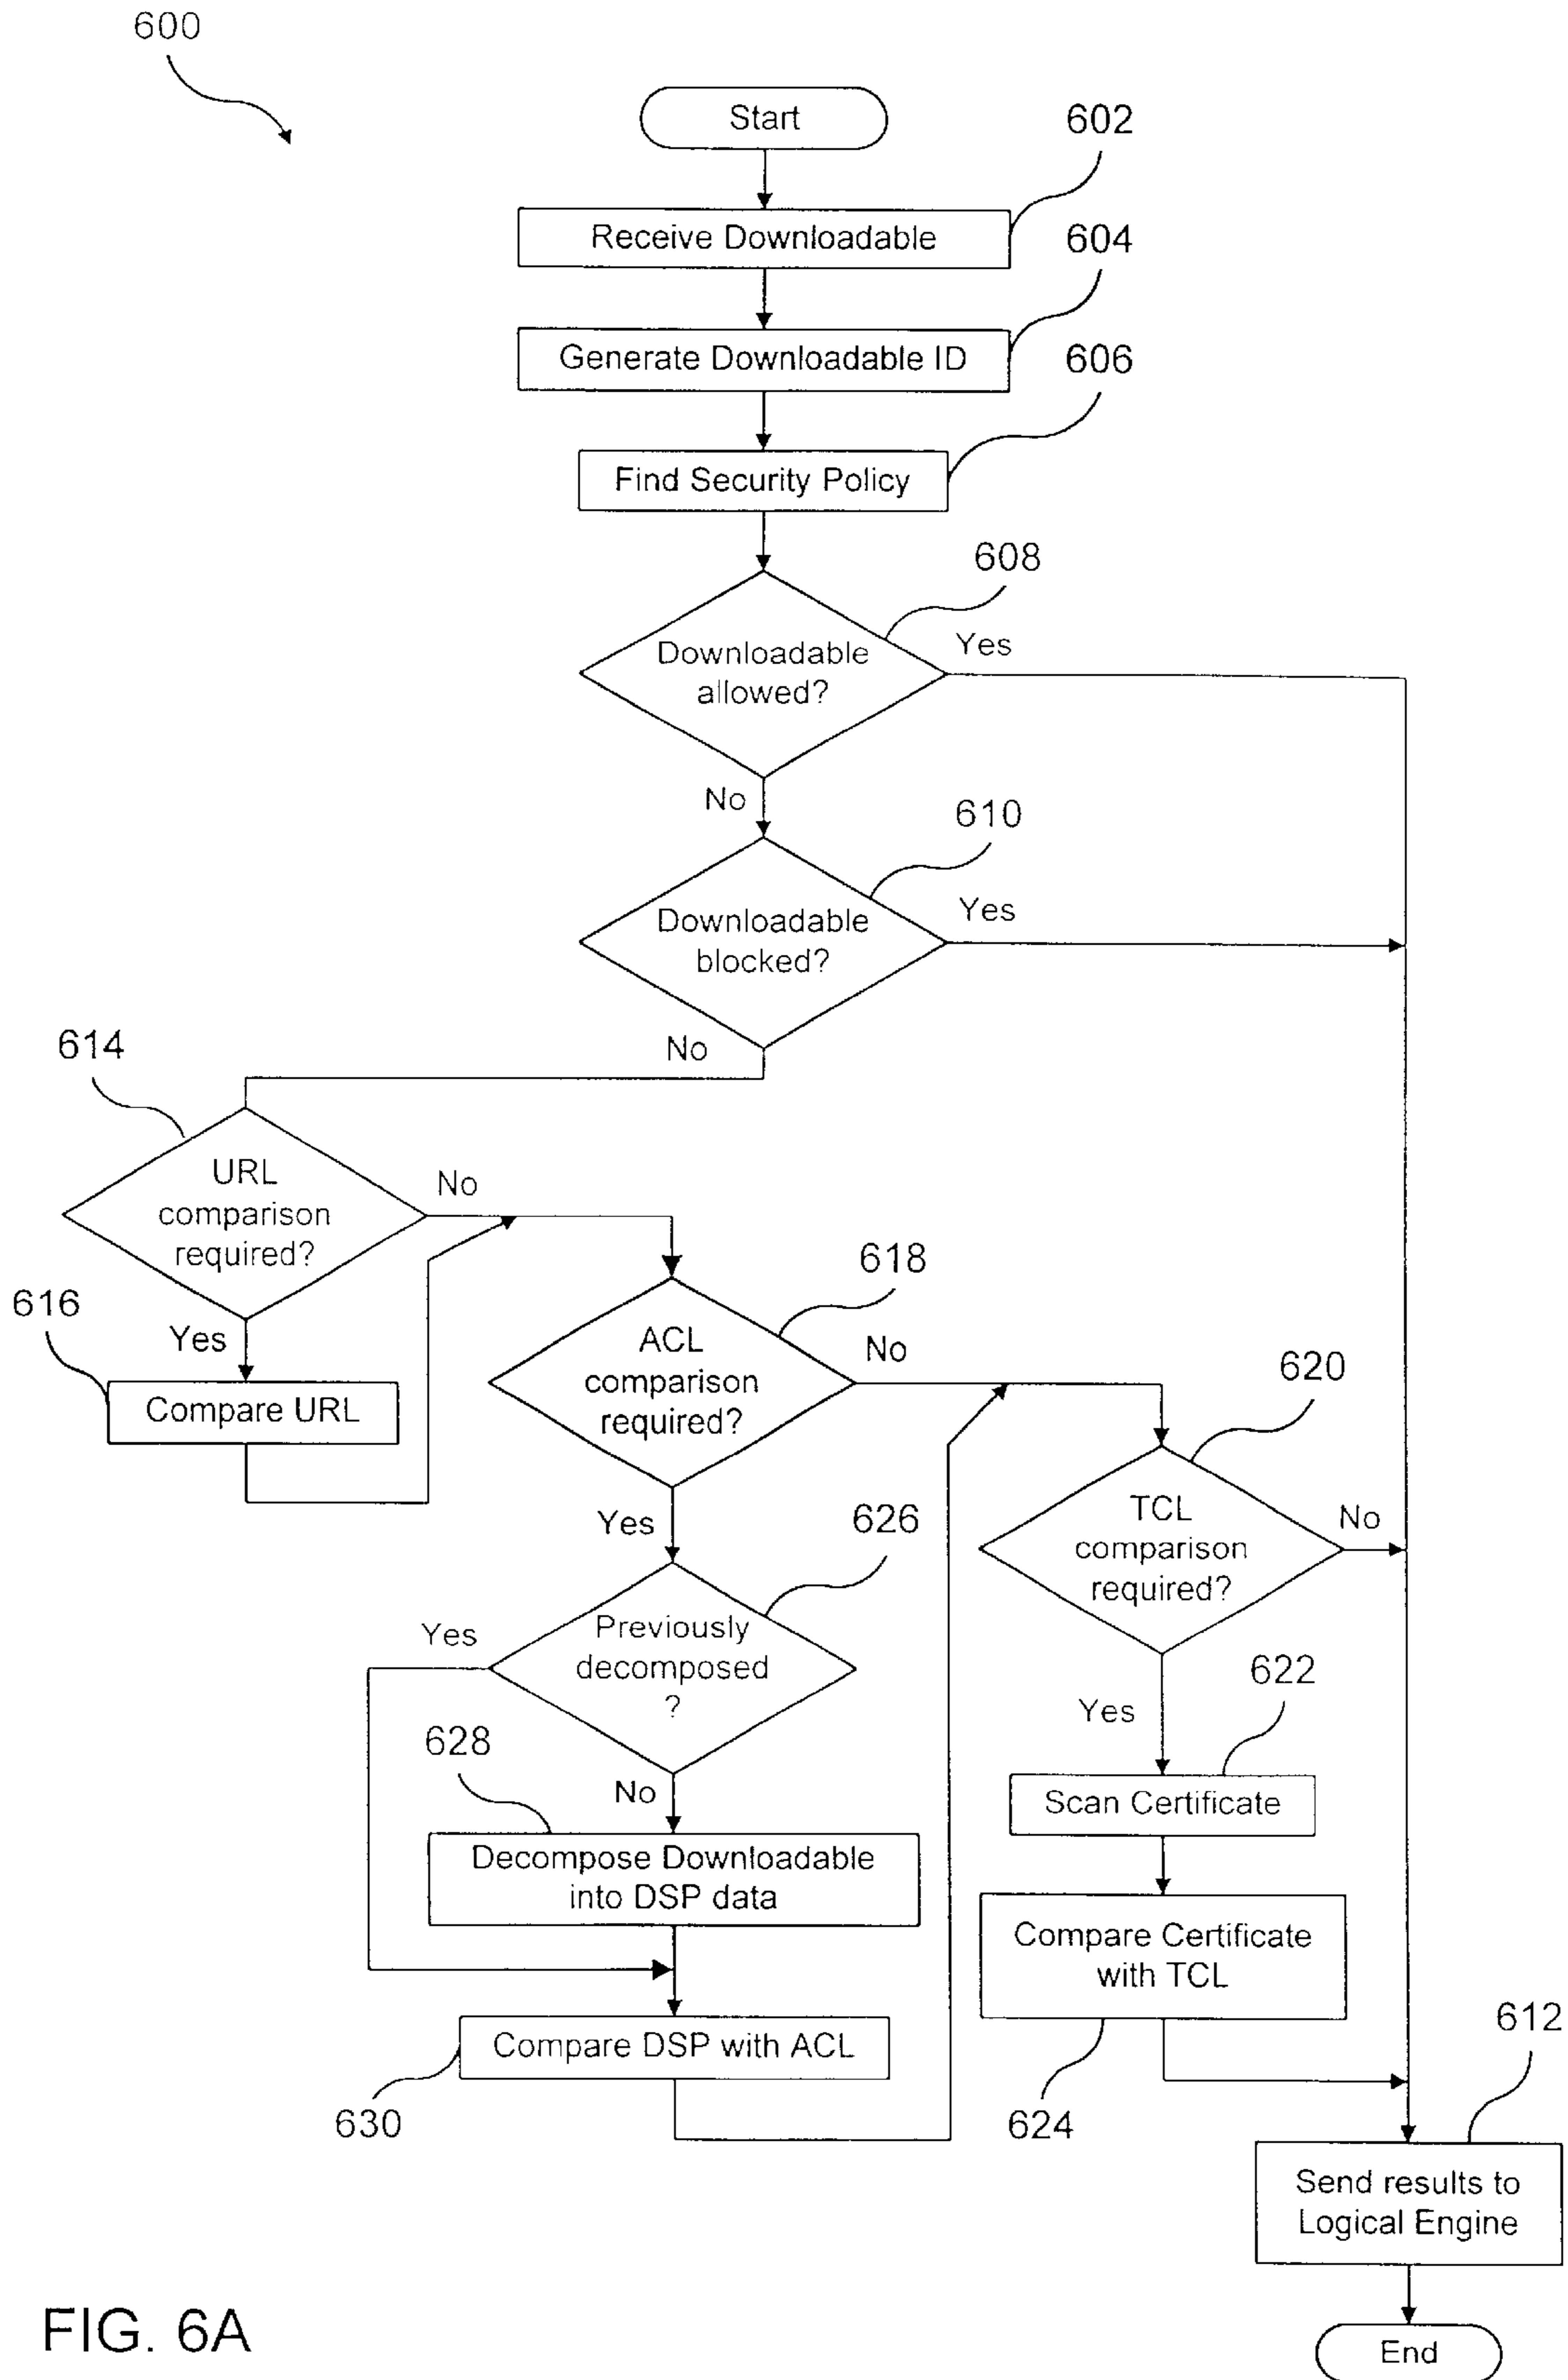 600
Start
602
Receive Downloadable
604
Generate Downloadable ID
606
Find Security Policy
608
Downloadable
allowed?
Yes
No
610
Downloadable
blocked?
Yes
No
614
URL
comparison
required?
No
Yes
616
Compare URL
618
ACL
comparison
required?
No
Yes
620
TCL
comparison
required?
No
Yes
626
Previously
decomposed
?
Yes
No
622
Scan Certificate
628
Decompose Downloadable
into DSP data
Compare Certificate
with TCL
624
Compare DSP with ACL
630
612
Send results to
Logical Engine
End
FIG. 6A